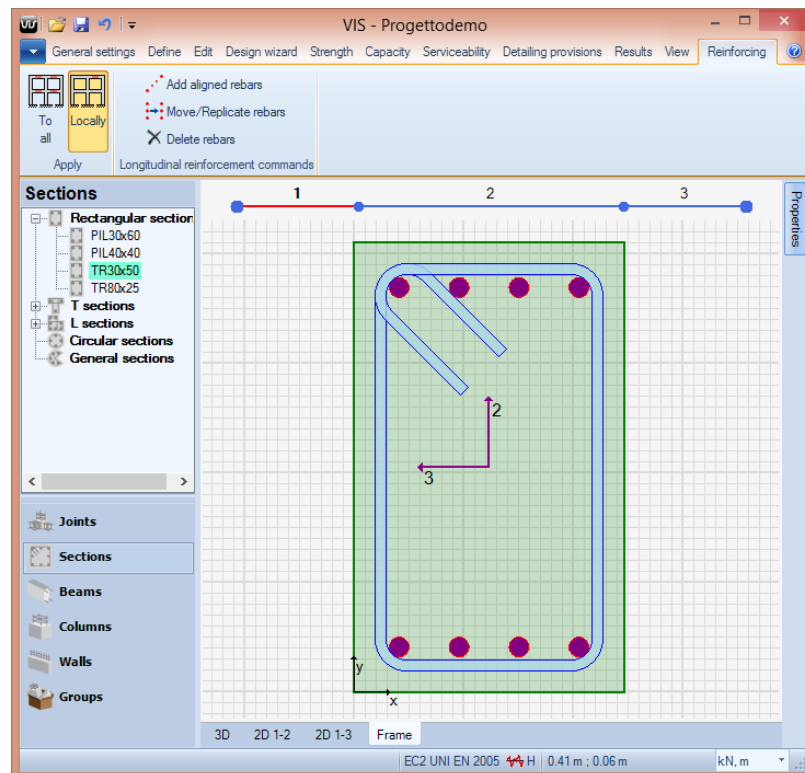 VIS VIS - Progettodemo
General settings Define Edit Design wizard Strength Capacity Serviceability Detailing provisions Results View Reinforcing
To all
Locally
Add aligned rebars
Move/Replicate rebars
Delete rebars
Apply Longitudinal reinforcement commands
Sections
Rectangular section
PIL30x60
PIL40x40
TR30x50
TR80x25
T sections
L sections
Circular sections
General sections
Joints
Sections
Beams
Columns
Walls
Groups
1 2 3
2
3
y
x
Properties
3D 2D 1-2 2D 1-3 Frame
EC2 UNI EN 2005 H 0.41 m ; 0.06 m kN, m